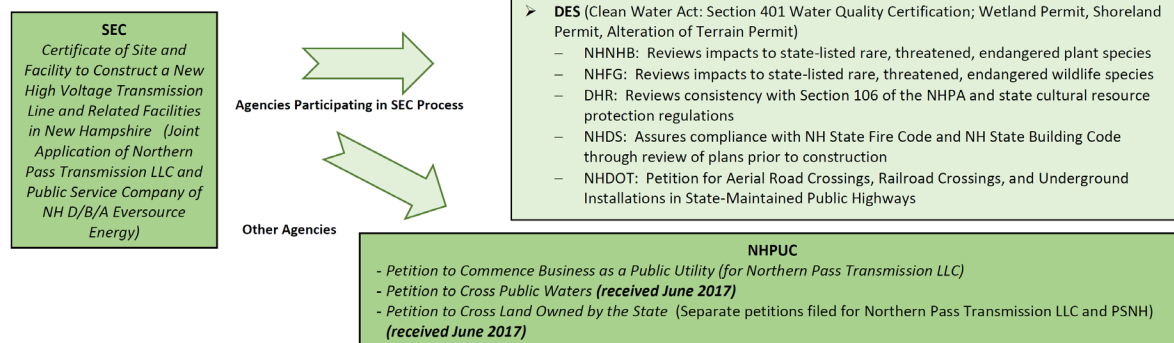 SEC
Certificate of Site and
Facility to Construct a New
High Voltage Transmission
Line and Related Facilities
in New Hampshire (Joint
Application of Northern
Pass Transmission LLC and
Public Service Company of
NH D/B/A Eversource
Energy)
Agencies Participating in SEC Process
Other Agencies
➢ DES (Clean Water Act: Section 401 Water Quality Certification; Wetland Permit, Shoreland
Permit, Alteration of Terrain Permit)
– NHNHB: Reviews impacts to state-listed rare, threatened, endangered plant species
– NHFG: Reviews impacts to state-listed rare, threatened, endangered wildlife species
– DHR: Reviews consistency with Section 106 of the NHPA and state cultural resource
protection regulations
– NHDS: Assures compliance with NH State Fire Code and NH State Building Code
through review of plans prior to construction
– NHDOT: Petition for Aerial Road Crossings, Railroad Crossings, and Underground
Installations in State-Maintained Public Highways
NHPUC
- Petition to Commence Business as a Public Utility (for Northern Pass Transmission LLC)
- Petition to Cross Public Waters (received June 2017)
- Petition to Cross Land Owned by the State (Separate petitions filed for Northern Pass Transmission LLC and PSNH)
(received June 2017)